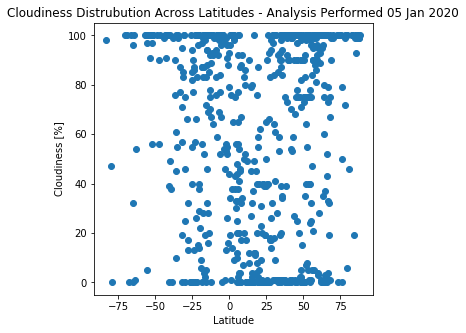 Cloudiness Distrubution Across Latitudes - Analysis Performed 05 Jan 2020
100
80
60
40
20
0
Cloudiness [%]
−75 −50 −25 0 25 50 75
Latitude